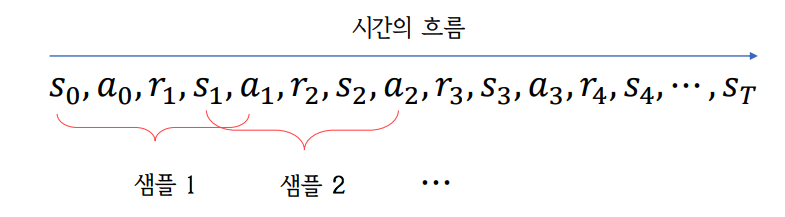 시간의 흐름
s₀, a₀, r₁, s₁, a₁, r₂, s₂, a₂, r₃, s₃, a₃, r₄, s₄, ⋯ , s_T
샘플 1 샘플 2 ⋯